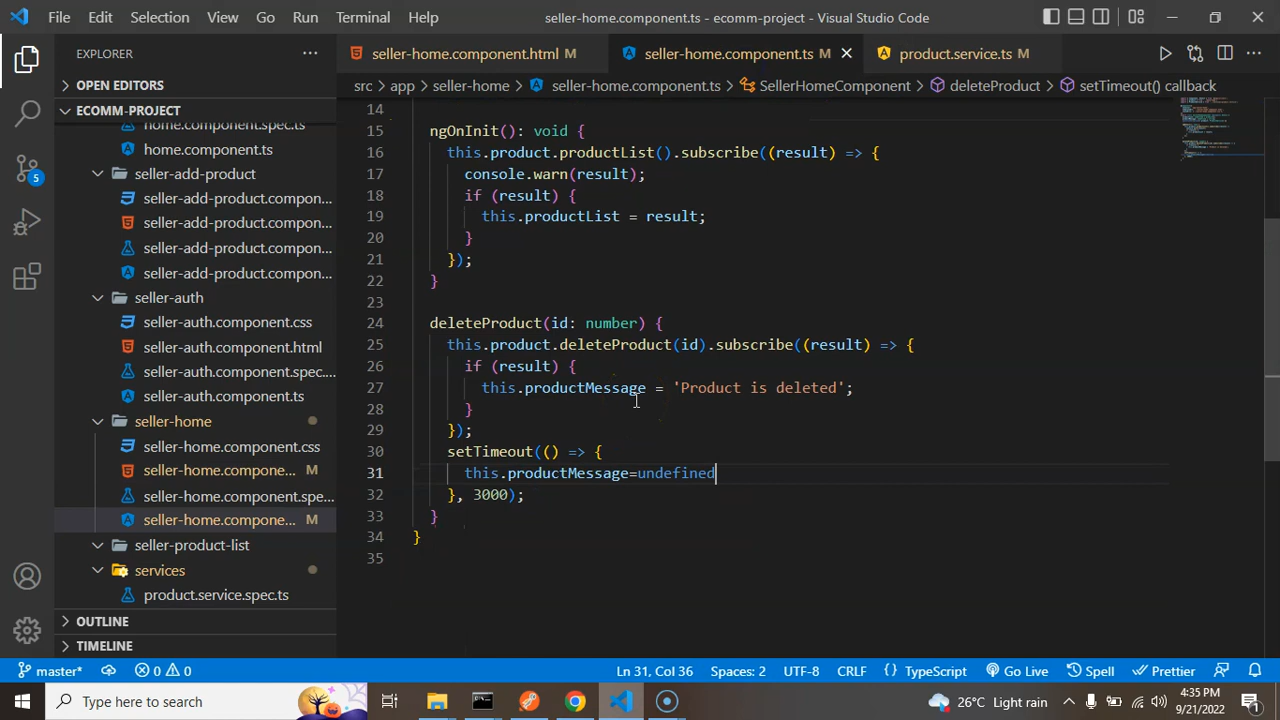 File Edit Selection View Go Run Terminal Help
seller-home.component.ts - ecomm-project - Visual Studio Code
EXPLORER
OPEN EDITORS
ECOMM-PROJECT
home.component.spec.ts
home.component.ts
seller-add-product
seller-add-product.compon...
seller-add-product.compon...
seller-add-product.compon...
seller-add-product.compon...
seller-auth
seller-auth.component.css
seller-auth.component.html
seller-auth.component.spec...
seller-auth.component.ts
seller-home
seller-home.component.css
seller-home.compone... M
seller-home.component.spe...
seller-home.compone... M
seller-product-list
services
product.service.spec.ts
OUTLINE
TIMELINE
5
seller-home.component.html M
seller-home.component.ts M
product.service.ts M
src > app > seller-home > seller-home.component.ts > SellerHomeComponent > deleteProduct > setTimeout() callback
14
15 ngOnInit(): void {
16 this.product.productList().subscribe((result) => {
17 console.warn(result);
18 if (result) {
19 this.productList = result;
20 }
21 });
22 }
23
24 deleteProduct(id: number) {
25 this.product.deleteProduct(id).subscribe((result) => {
26 if (result) {
27 this.productMessage = 'Product is deleted';
28 }
29 });
30 setTimeout(() => {
31 this.productMessage=undefined
32 }, 3000);
33 }
34 }
35
master* 0 0 Ln 31, Col 36 Spaces: 2 UTF-8 CRLF { } TypeScript Go Live Spell Prettier
Type here to search
26°C Light rain
4:35 PM
9/21/2022
1